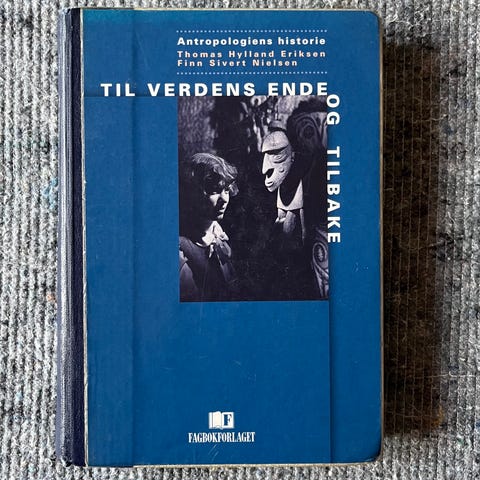 Antropologiens historie
Thomas Hylland Eriksen
Finn Sivert Nielsen
TIL VERDENS ENDE
OG TILBAKE
F
FAGBOKFORLAGET